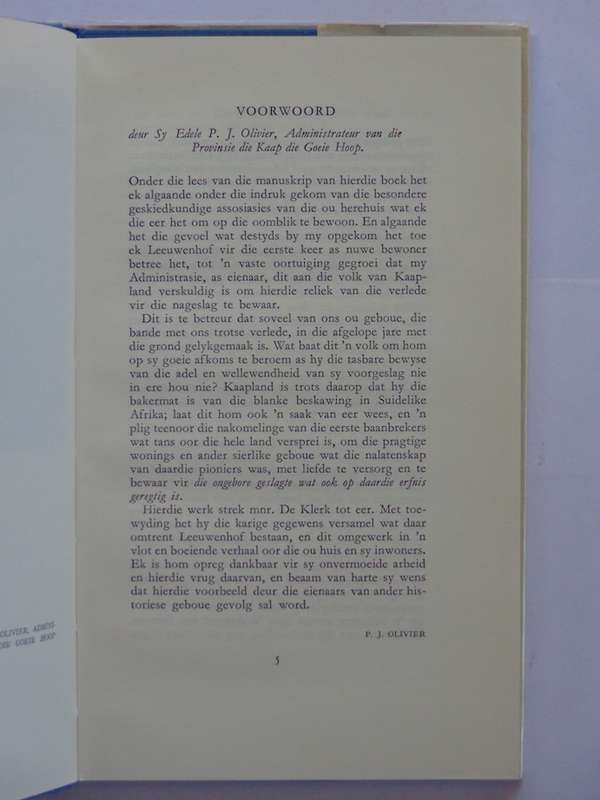 VOORWOORD
deur Sy Edele P. J. Olivier, Administrateur van die
Provinsie die Kaap die Goeie Hoop.
Onder die lees van die manuskrip van hierdie boek het
ek algaande onder die indruk gekom van die besondere
geskiedkundige assosiasies van die ou herehuis wat ek
die eer het om op die oomblik te bewoon. En algaande
het die gevoel wat destyds by my opgekom het toe
ek Leeuwenhof vir die eerste keer as nuwe bewoner
betree het, tot 'n vaste oortuiging gegroei dat my
Administrasie, as eienaar, dit aan die volk van Kaap-
land verskuldig is om hierdie reliek van die verlede
vir die nageslag te bewaar.
Dit is te betreur dat soveel van ons ou geboue, die
bande met ons trotse verlede, in die afgelope jare met
die grond gelykgemaak is. Wat baat dit 'n volk om hom
op sy goeie afkoms te beroem as hy die tasbare bewyse
van die adel en wellewendheid van sy voorgeslag nie
in ere hou nie? Kaapland is trots daarop dat hy die
bakermat is van die blanke beskawing in Suidelike
Afrika; laat dit hom ook 'n saak van eer wees, en 'n
plig teenoor die nakomelinge van die eerste baanbrekers
wat tans oor die hele land versprei is, om die pragtige
wonings en ander sierlike geboue wat die nalatenskap
van daardie pioniers was, met liefde te versorg en te
bewaar vir die ongebore geslagte wat ook op daardie erfnis
geregtig is.
Hierdie werk strek mnr. De Klerk tot eer. Met toe-
wyding het hy die karige gegewens versamel wat daar
omtrent Leeuwenhof bestaan, en dit omgewerk in 'n
vlot en boeiende verhaal oor die ou huis en sy inwoners.
Ek is hom opreg dankbaar vir sy onvermoeide arbeid
en hierdie vrug daarvan, en beaam van harte sy wens
dat hierdie voorbeeld deur die eienaars van ander his-
toriese geboue gevolg sal word.
P. J. OLIVIER
5
OLIVIER, ADMINI-
DIE GOEIE HOOP